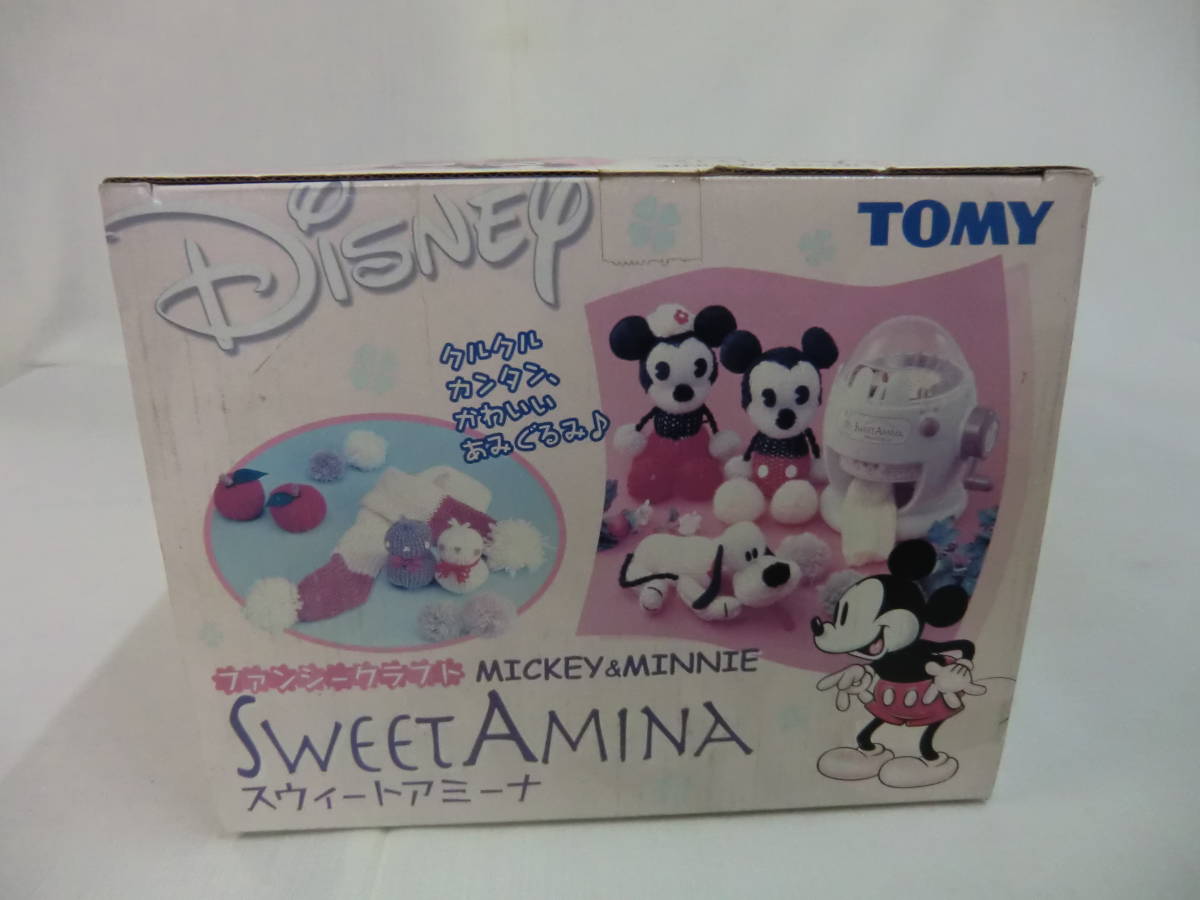 DISNEY
TOMY
クルクル
カンタン、
かわいい
あみぐるみ♪
SWEET AMINA
ファンシークラフト MICKEY&MINNIE
SWEET AMINA
スウィートアミーナ